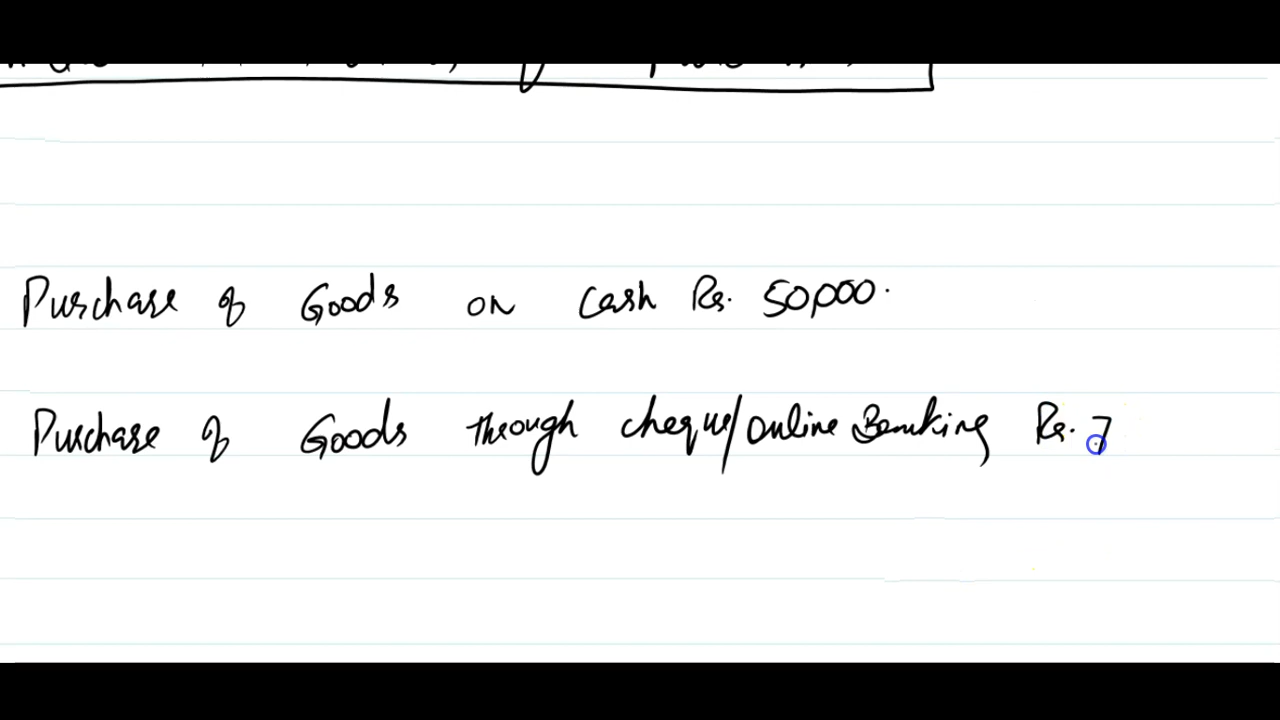 Purchase of Goods on Cash Rs. 50,000.
Purchase of Goods through cheque/online Banking Rs. 7